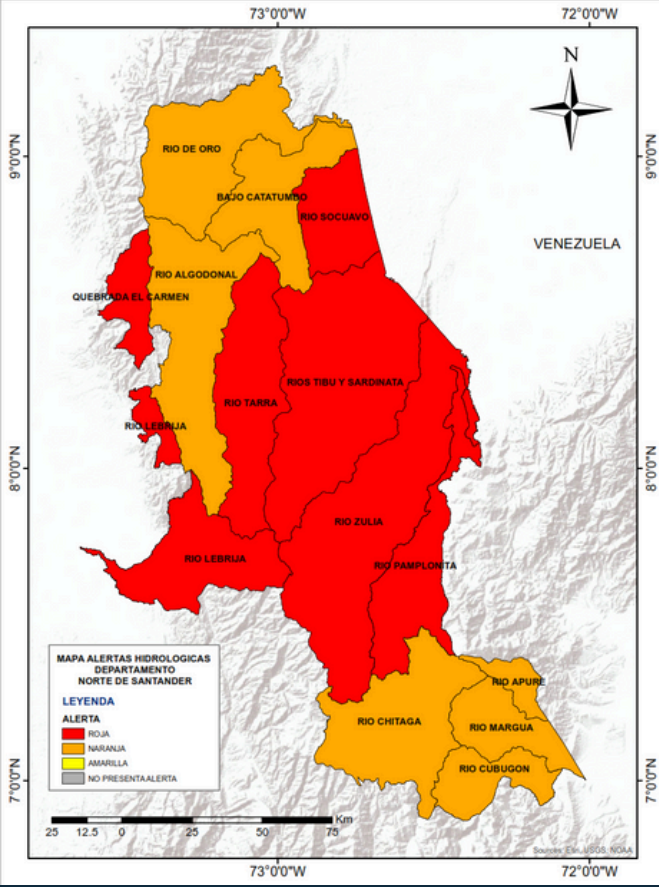 73°0'0"W
72°0'0"W
N
9°0'0"N
9°0'0"N
RIO DE ORO
BAJO CATATUMBO
RIO SOCUAVO
VENEZUELA
RIO ALGODONAL
QUEBRADA EL CARMEN
RIOS TIBU Y SARDINATA
RIO TARRA
RIO LEBRIJA
8°0'0"N
8°0'0"N
RIO ZULIA
RIO LEBRIJA
RIO PAMPLONITA
MAPA ALERTAS HIDROLOGICAS
DEPARTAMENTO
NORTE DE SANTANDER
LEYENDA
ALERTA
ROJA
NARANJA
AMARILLA
NO PRESENTA ALERTA
RIO APURE
RIO CHITAGA
RIO MARGUA
RIO CUBUGON
7°0'0"N
7°0'0"N
25 12.5 0 25 50 75
Km
Sources: Esri, USGS, NOAA
73°0'0"W
72°0'0"W